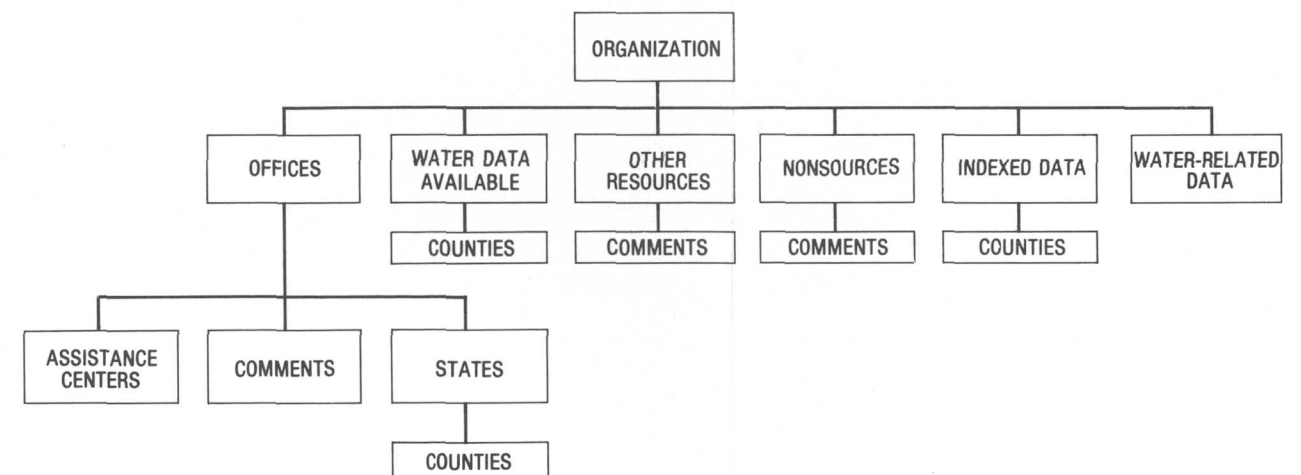 ORGANIZATION
OFFICES
WATER DATA
AVAILABLE
OTHER
RESOURCES
NONSOURCES
INDEXED DATA
WATER-RELATED
DATA
COUNTIES
COMMENTS
COMMENTS
COUNTIES
ASSISTANCE
CENTERS
COMMENTS
STATES
COUNTIES